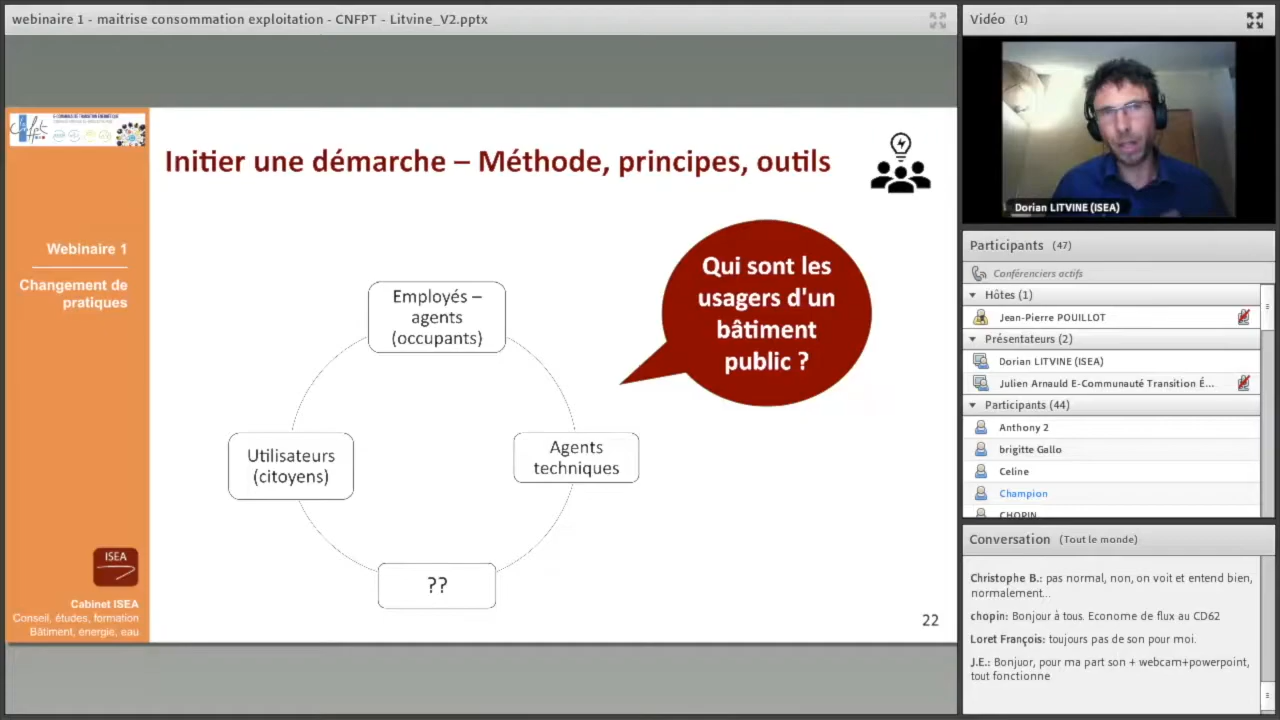 webinaire 1 - maitrise consommation exploitation - CNFPT - Litvine_V2.pptx
Webinaire 1
Changement de
pratiques
ISEA
Cabinet ISEA
Conseil, études, formation
Bâtiment, énergie, eau
Initier une démarche – Méthode, principes, outils
Qui sont les
usagers d'un
bâtiment
public ?
Employés –
agents
(occupants)
Utilisateurs
(citoyens)
Agents
techniques
??
22
Vidéo (1)
Dorian LITVINE (ISEA)
Participants (47)
Conférenciers actifs
Hôtes (1)
Jean-Pierre POUILLOT
Présentateurs (2)
Dorian LITVINE (ISEA)
Julien Arnauld E-Communauté Transition É...
Participants (44)
Anthony 2
brigitte Gallo
Celine
Champion
CHOPIN
Conversation (Tout le monde)
Christophe B.: pas normal, non, on voit et entend bien,
normalement...
chopin: Bonjour à tous. Econome de flux au CD62
Loret François: toujours pas de son pour moi.
J.E.: Bonjuor, pour ma part son + webcam+powerpoint,
tout fonctionne